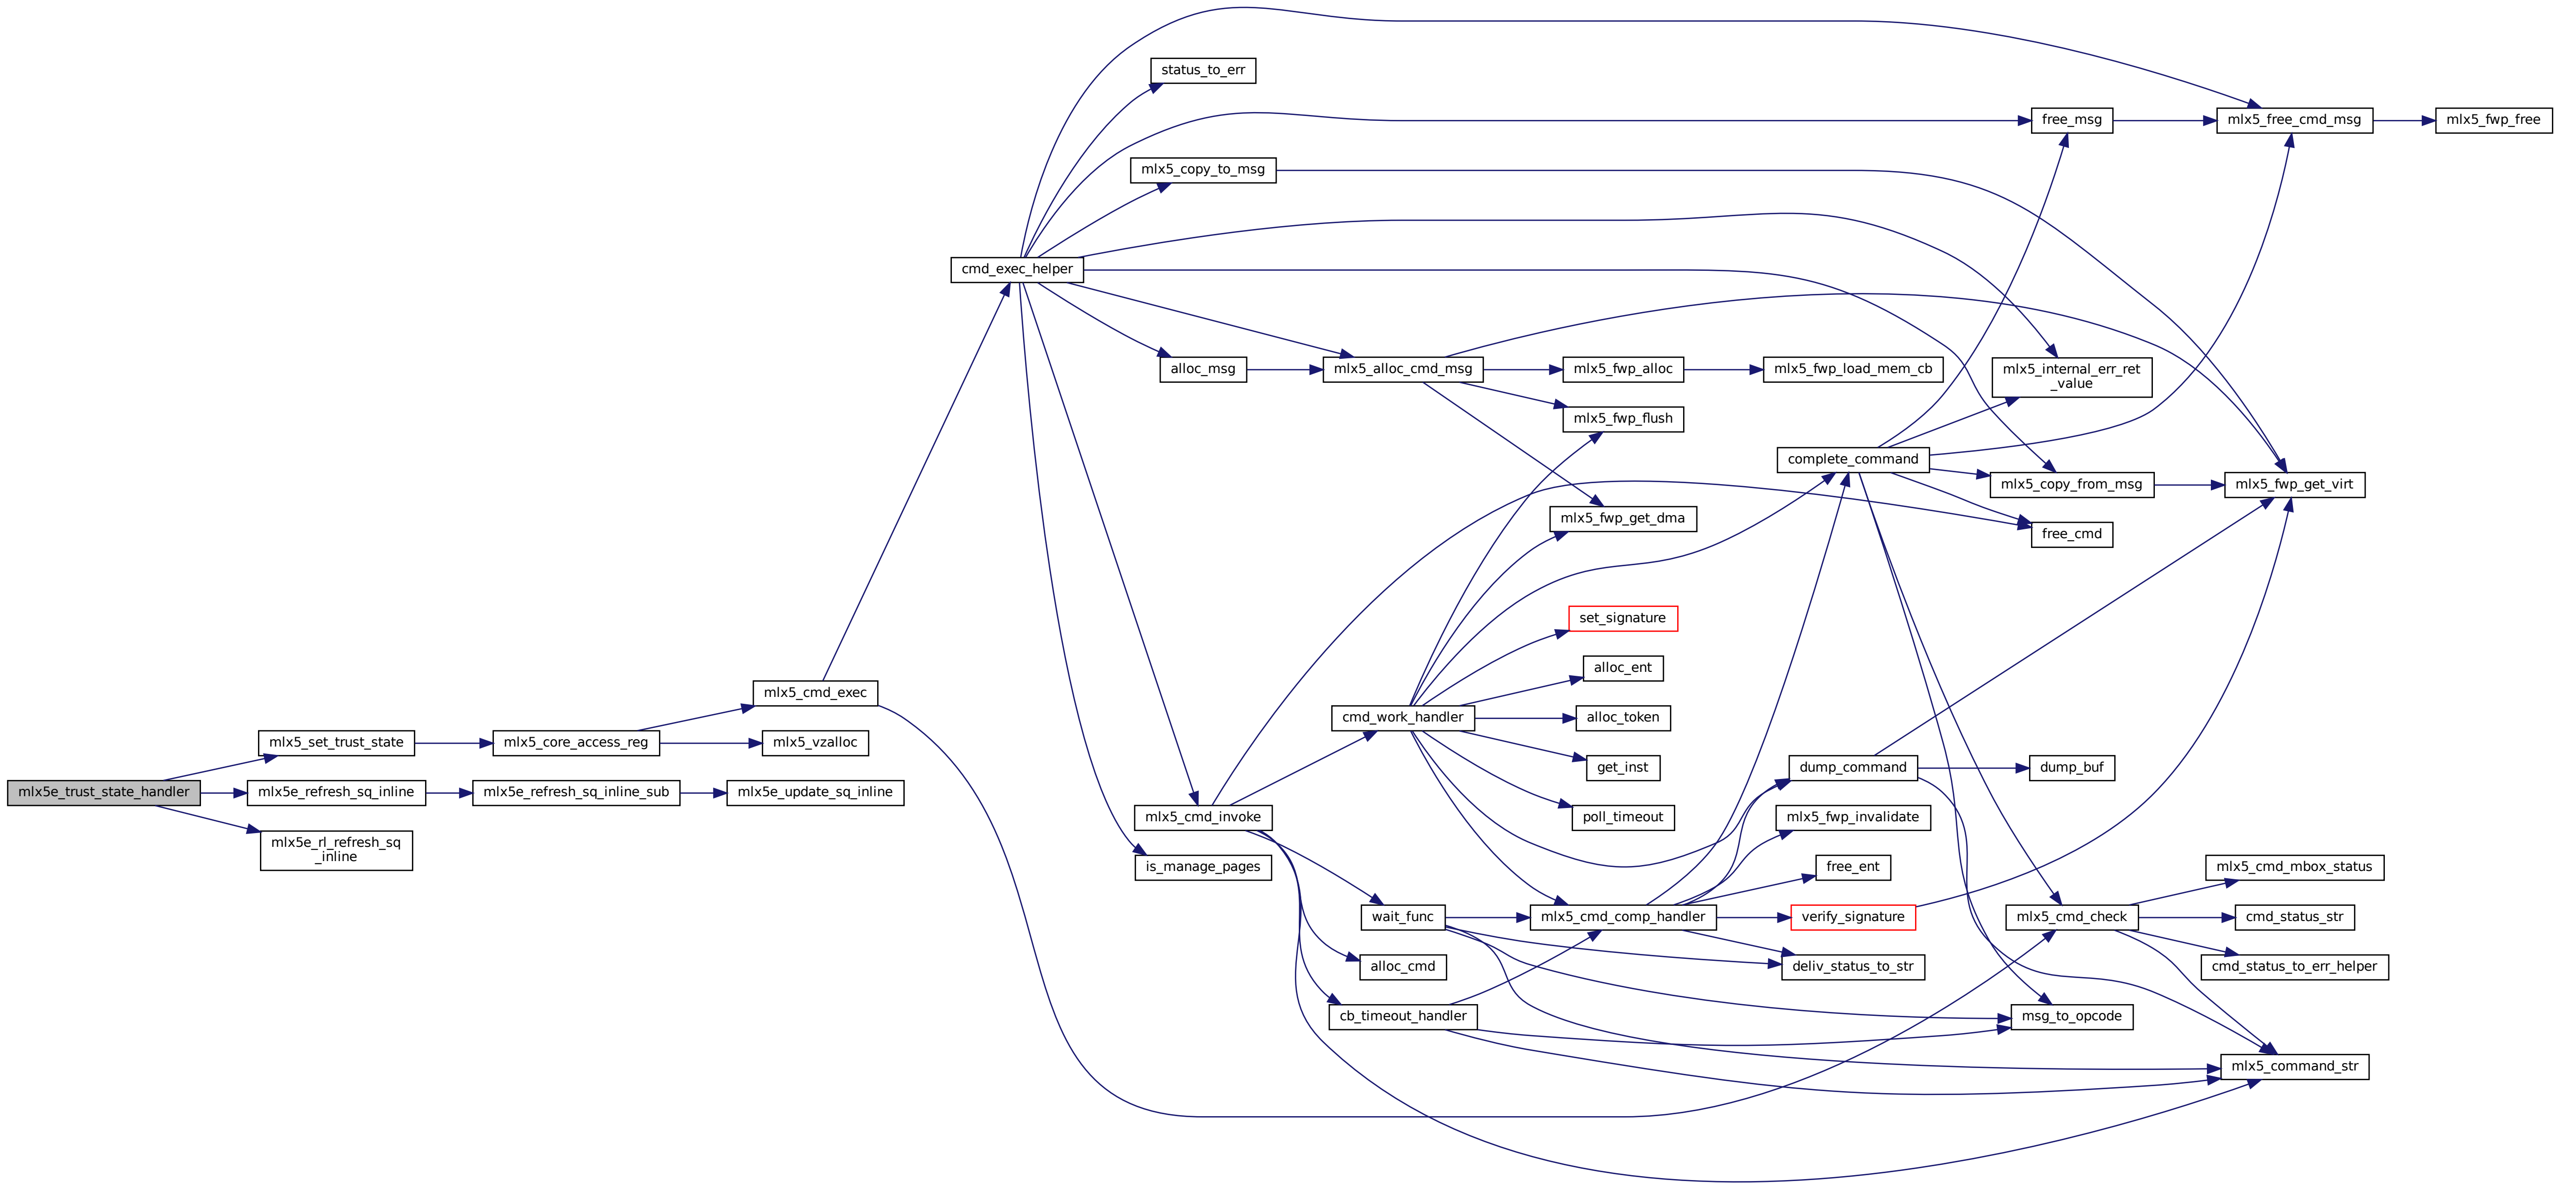 status_to_err
free_msg
mlx5_free_cmd_msg
mlx5_fwp_free
mlx5_copy_to_msg
cmd_exec_helper
alloc_msg
mlx5_alloc_cmd_msg
mlx5_fwp_alloc
mlx5_fwp_load_mem_cb
mlx5_internal_err_ret
_value
mlx5_fwp_flush
complete_command
mlx5_copy_from_msg
mlx5_fwp_get_virt
mlx5_fwp_get_dma
free_cmd
set_signature
alloc_ent
mlx5_cmd_exec
cmd_work_handler
alloc_token
mlx5_set_trust_state
mlx5_core_access_reg
mlx5_vzalloc
get_inst
dump_command
dump_buf
mlx5e_trust_state_handler
mlx5e_refresh_sq_inline
mlx5e_refresh_sq_inline_sub
mlx5e_update_sq_inline
mlx5_cmd_invoke
poll_timeout
mlx5_fwp_invalidate
mlx5e_rl_refresh_sq
_inline
is_manage_pages
free_ent
mlx5_cmd_mbox_status
wait_func
mlx5_cmd_comp_handler
verify_signature
mlx5_cmd_check
cmd_status_str
alloc_cmd
deliv_status_to_str
cmd_status_to_err_helper
cb_timeout_handler
msg_to_opcode
mlx5_command_str